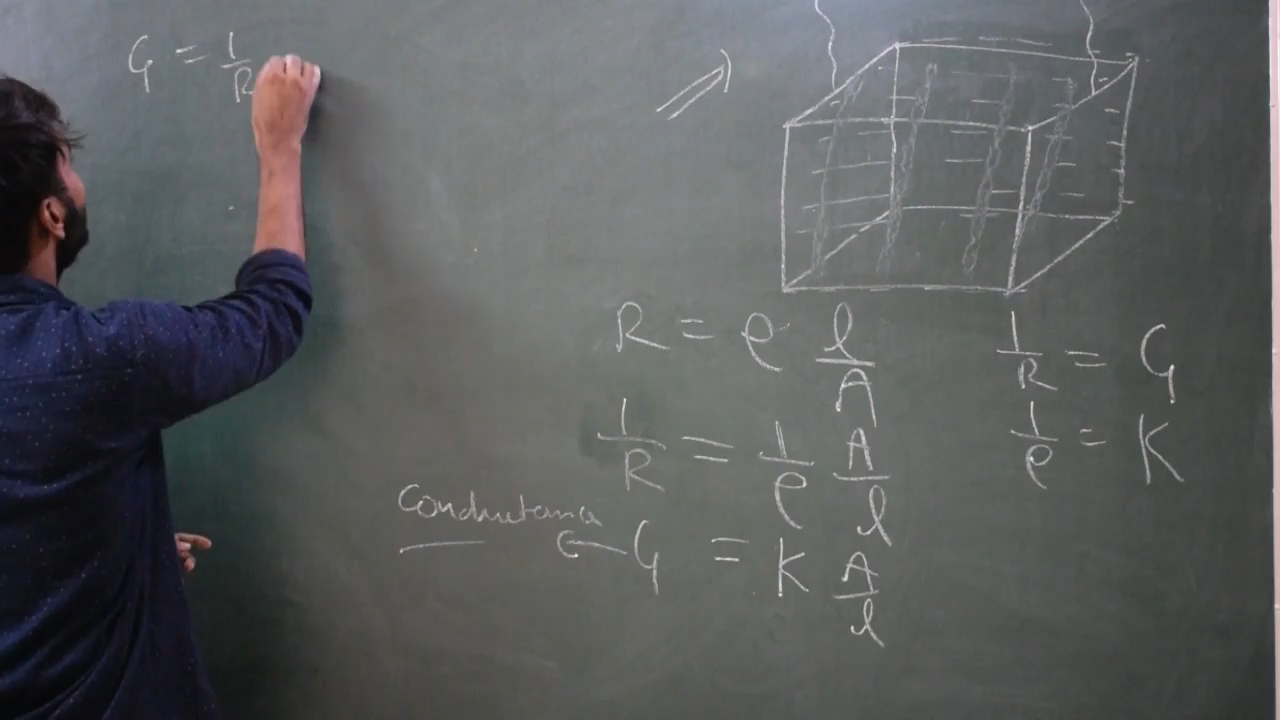 G = 1/R
R = ρ l/A
1/R = G
1/R = 1/ρ A/l
1/ρ = K
Conductance ← G = K A/l